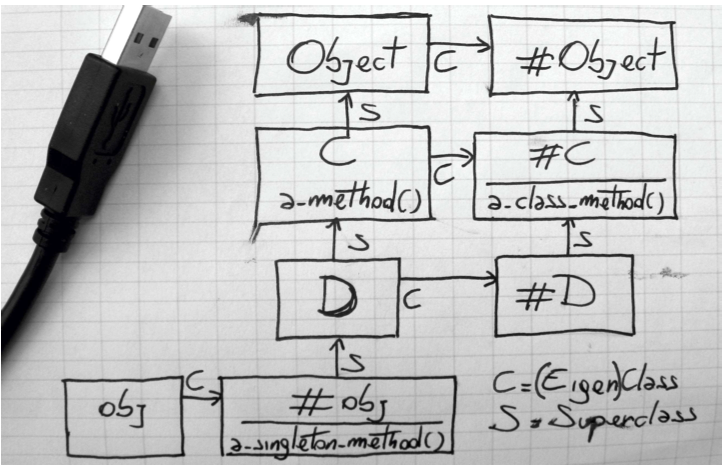 Object C #Object
S S
C C #C
a_method() a_class_method()
S S
D C #D
S
obj C #obj
a_singleton_method()
C=(Eigen)Class
S=Superclass